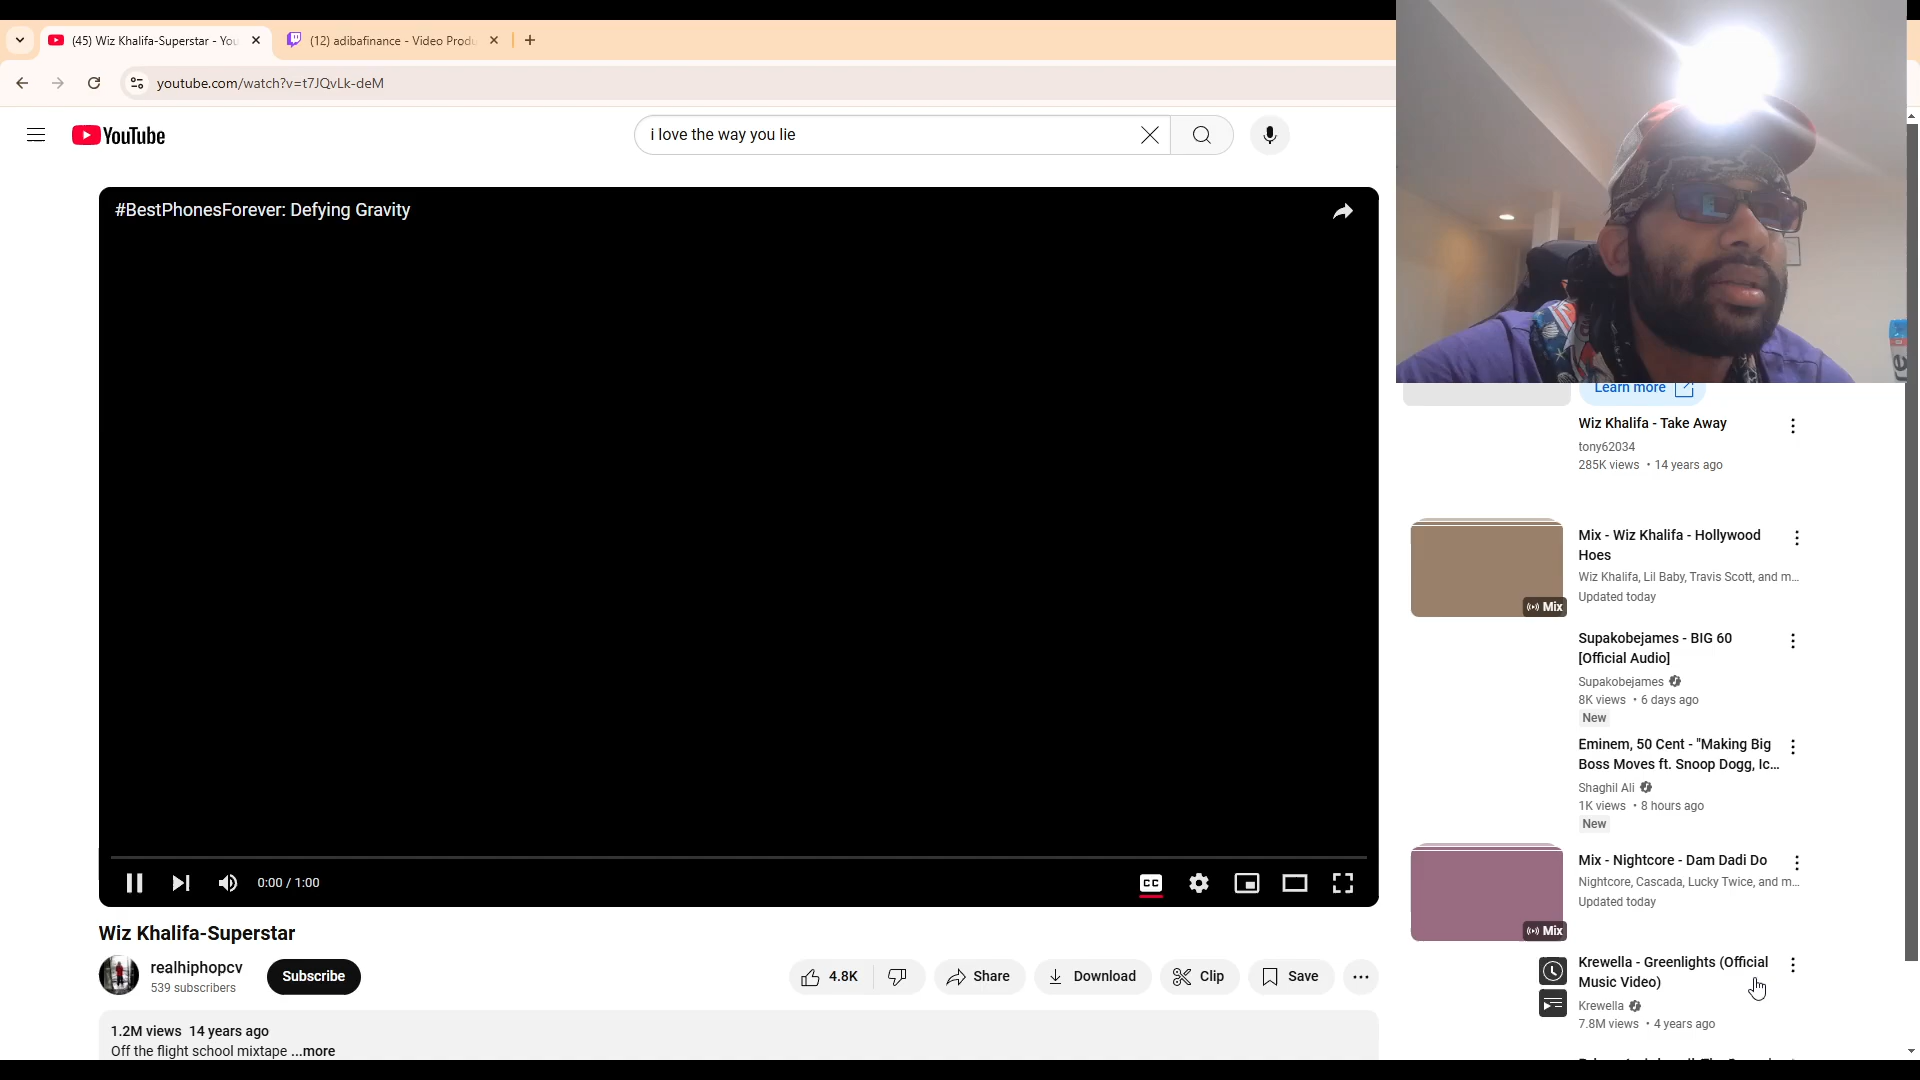 (45) Wiz Khalifa-Superstar - You
(12) adibafinance - Video Produ
youtube.com/watch?v=t7JQvLk-deM
YouTube
i love the way you lie
#BestPhonesForever: Defying Gravity
0:00 / 1:00
CC
Wiz Khalifa-Superstar
realhiphopcv
539 subscribers
Subscribe
4.8K
Share
Download
Clip
Save
1.2M views 14 years ago
Off the flight school mixtape ...more
Learn more
Wiz Khalifa - Take Away
tony62034
285K views • 14 years ago
Mix - Wiz Khalifa - Hollywood
Hoes
Wiz Khalifa, Lil Baby, Travis Scott, and m...
Updated today
Mix
Supakobejames - BIG 60
[Official Audio]
Supakobejames
8K views • 6 days ago
New
Eminem, 50 Cent - "Making Big
Boss Moves ft. Snoop Dogg, Ic...
Shaghil Ali
1K views • 8 hours ago
New
Mix - Nightcore - Dam Dadi Do
Nightcore, Cascada, Lucky Twice, and m...
Updated today
Mix
Krewella - Greenlights (Official
Music Video)
Krewella
7.8M views • 4 years ago